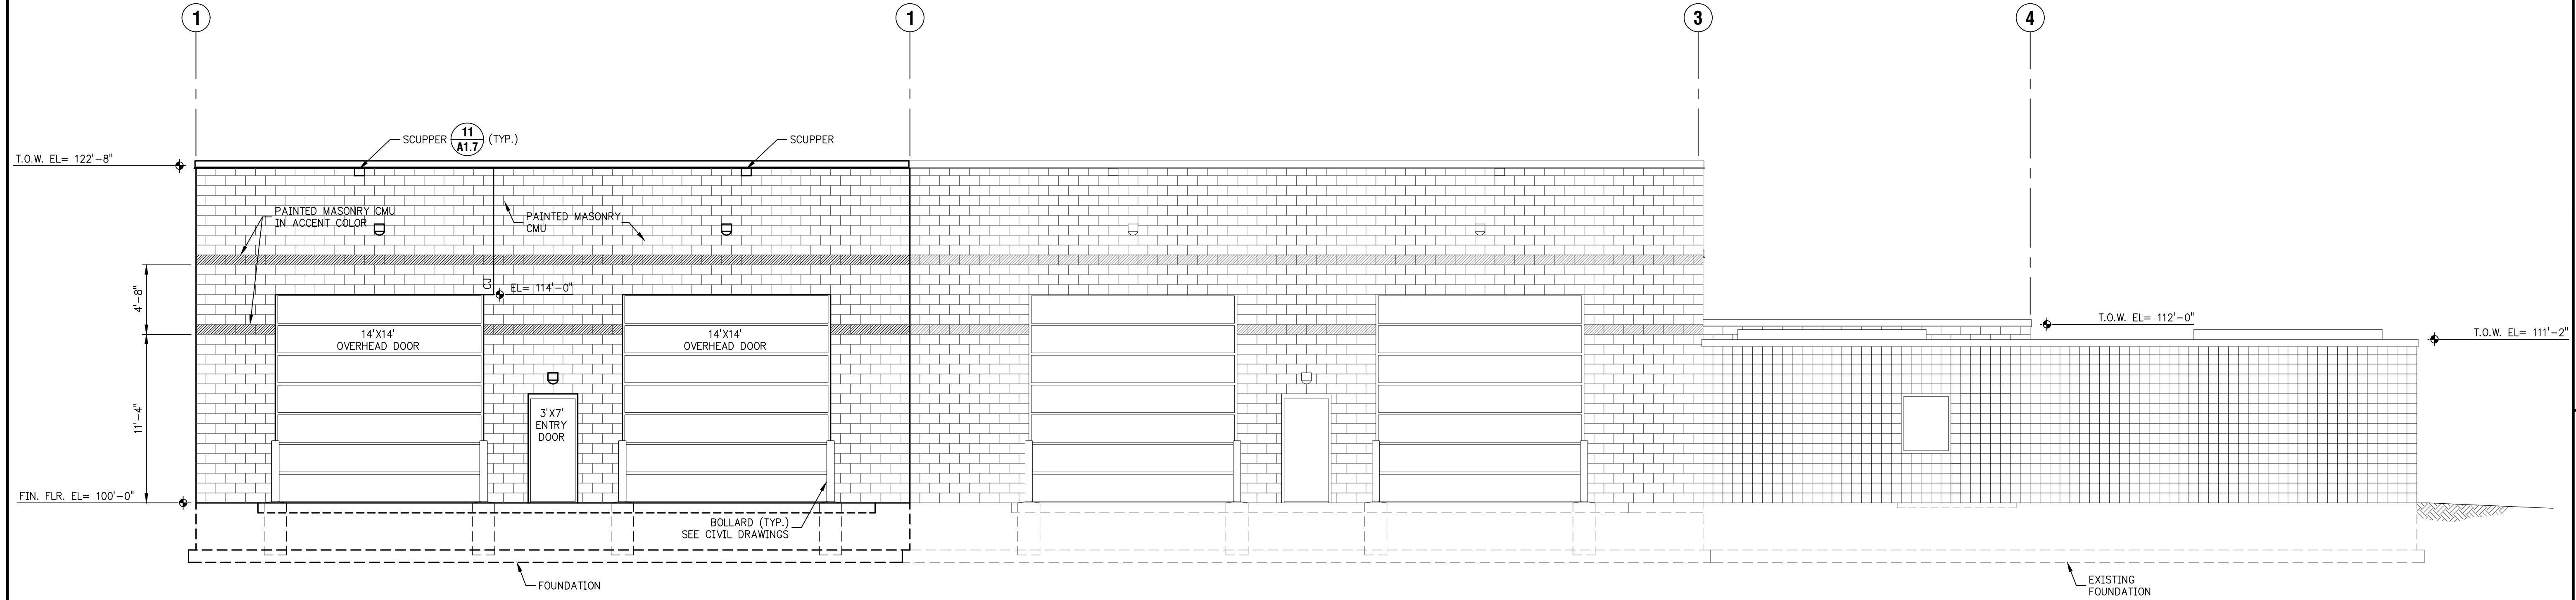 1
1
3
4
SCUPPER
11
A1.7
(TYP.)
SCUPPER
T.O.W. EL= 122'-8"
PAINTED MASONRY CMU
IN ACCENT COLOR
PAINTED MASONRY
CMU
4'-8"
CJ
EL= 114'-0"
14'X14'
OVERHEAD DOOR
14'X14'
OVERHEAD DOOR
T.O.W. EL= 112'-0"
T.O.W. EL= 111'-2"
11'-4"
3'X7'
ENTRY
DOOR
FIN. FLR. EL= 100'-0"
BOLLARD (TYP.)
SEE CIVIL DRAWINGS
FOUNDATION
EXISTING
FOUNDATION